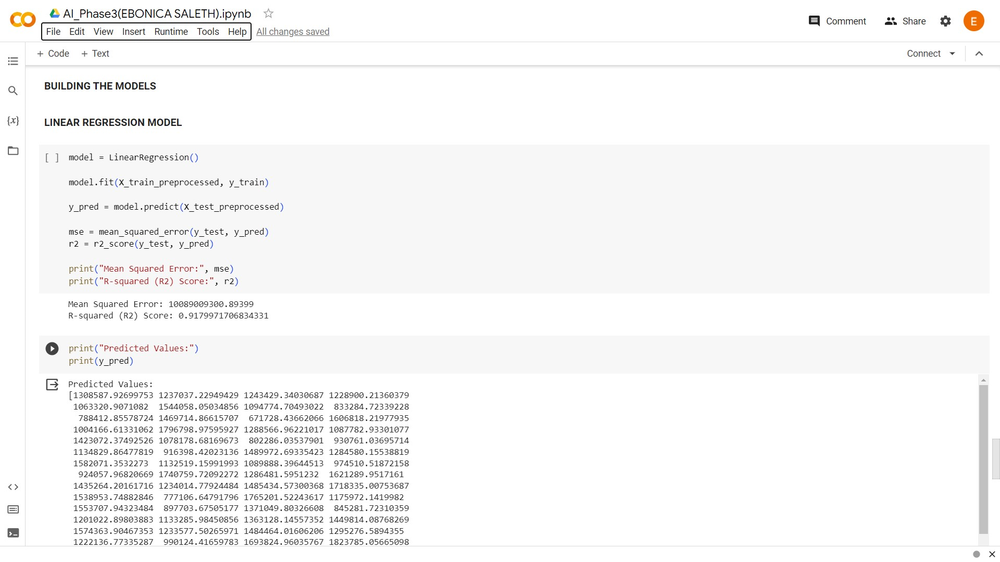 AI_Phase3(EBONICA SALETH).ipynb
File Edit View Insert Runtime Tools Help All changes saved
Comment Share E
+ Code + Text
Connect
{x}
BUILDING THE MODELS
LINEAR REGRESSION MODEL
[ ] model = LinearRegression()
model.fit(X_train_preprocessed, y_train)
y_pred = model.predict(X_test_preprocessed)
mse = mean_squared_error(y_test, y_pred)
r2 = r2_score(y_test, y_pred)
print("Mean Squared Error:", mse)
print("R-squared (R2) Score:", r2)
Mean Squared Error: 10089009300.89399
R-squared (R2) Score: 0.9179971706834331
print("Predicted Values:")
print(y_pred)
Predicted Values:
[1308587.92699753 1237037.22949429 1243429.34030687 1228900.21360379
1063320.9071082 1544058.05034856 1094774.70493022 833284.72339228
788412.85578724 1469714.86615707 671728.43662066 1606818.21977935
1004166.61331062 1796798.97595927 1288566.96221017 1087782.93301077
1423072.37492526 1078178.68169673 802286.03537901 930761.03695714
1134829.86477819 916398.42023136 1489972.69335423 1284580.15538819
1582071.3532273 1132519.15991993 1089888.39644513 974510.51872158
924057.96820669 1740759.72092272 1286481.5951232 1621289.9517161
1435264.20161716 1234014.77924484 1485434.57300368 1718335.00753687
1538953.74882846 777106.64791796 1765201.52243617 1175972.1419982
1553707.94323484 897703.67505177 1371049.80326608 845281.72310359
1201022.89803883 1133285.98450856 1363128.14557352 1449814.08768269
1574363.90467353 1233577.50265971 1484464.01606206 1295276.5894355
1222136.77335287 990124.41659783 1693824.96035767 1823785.05665098